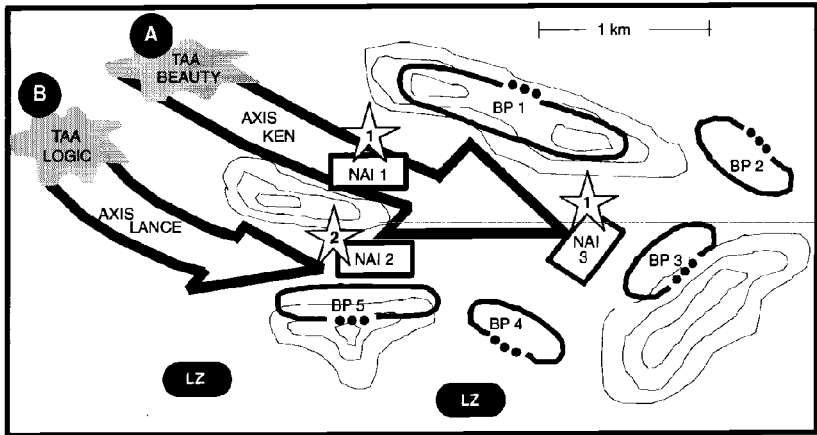 A
TAA
BEAUTY
1 km
B
TAA
LOGIC
AXIS
KEN
1
NAI 1
BP 1
BP 2
AXIS
LANCE
2
NAI 2
1
NAI
3
BP 3
BP 5
BP 4
LZ
LZ